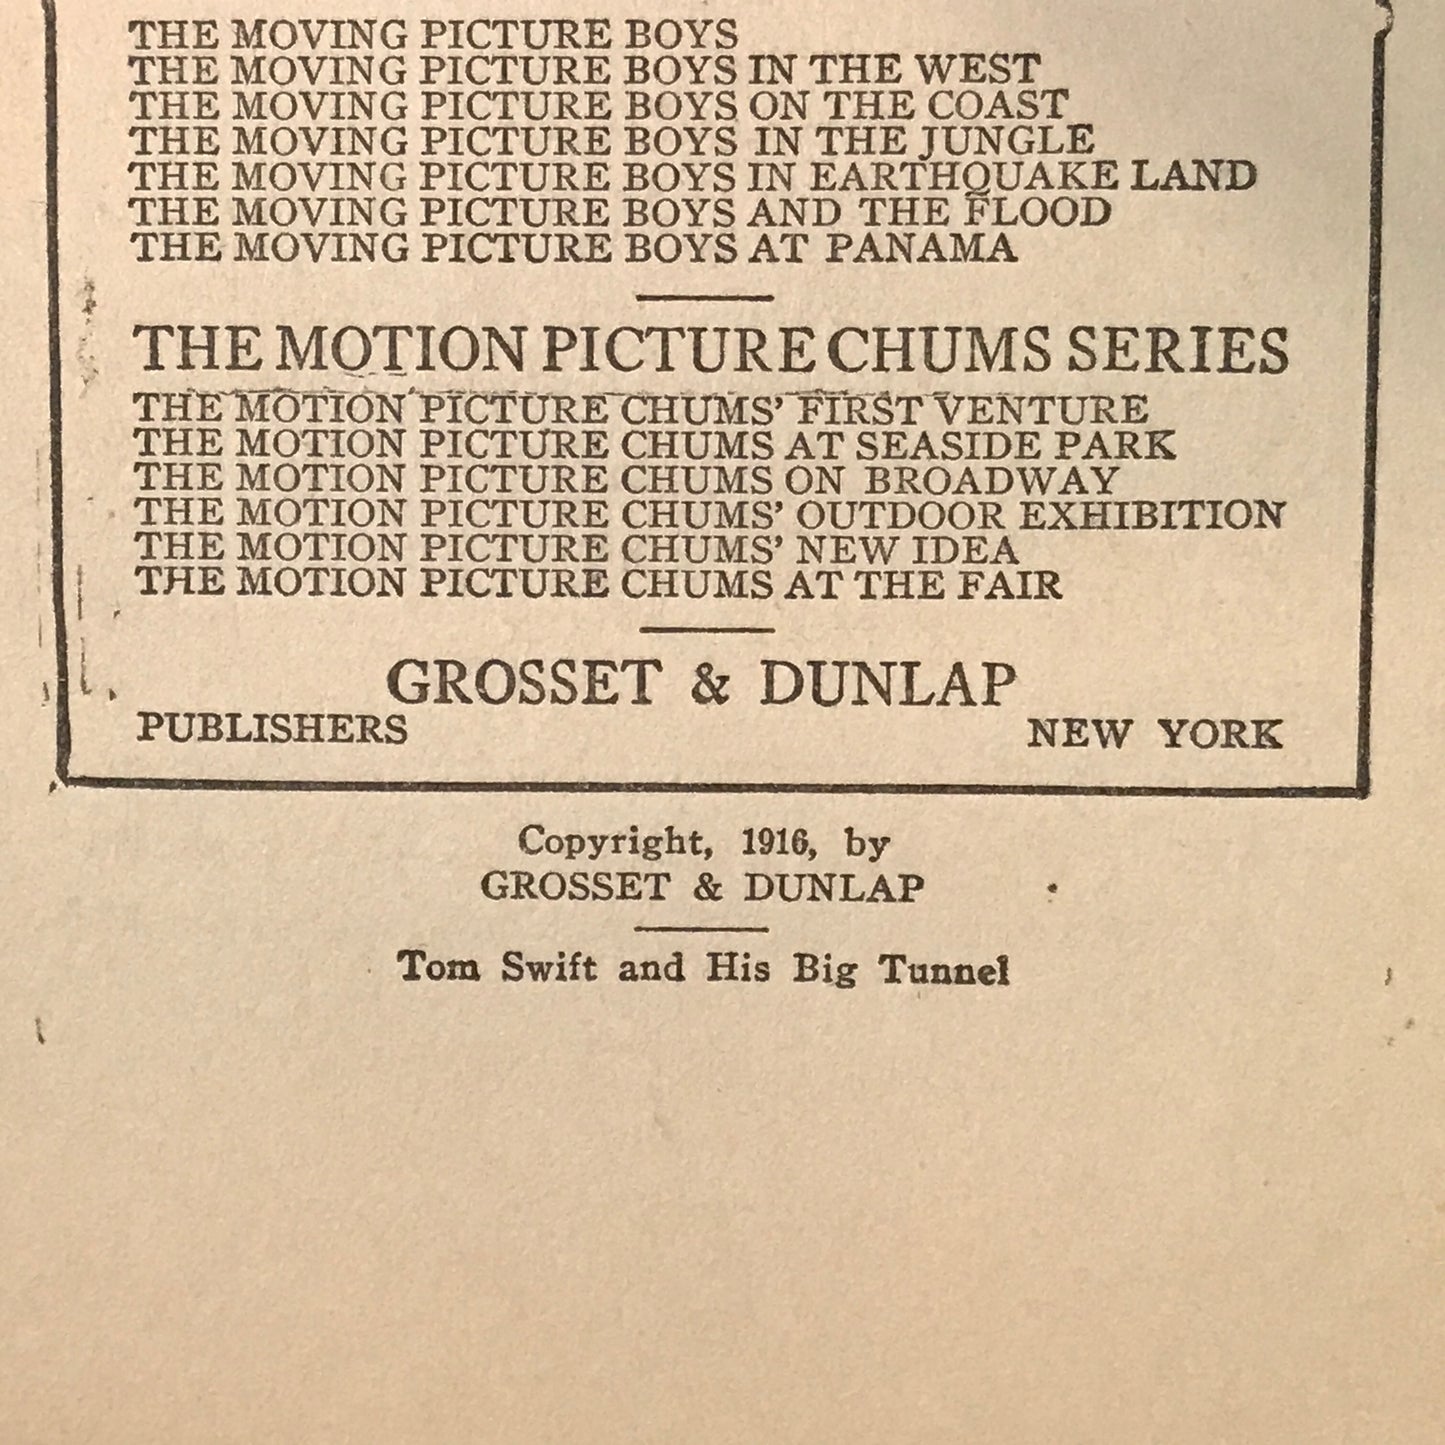 THE MOVING PICTURE BOYS
THE MOVING PICTURE BOYS IN THE WEST
THE MOVING PICTURE BOYS ON THE COAST
THE MOVING PICTURE BOYS IN THE JUNGLE
THE MOVING PICTURE BOYS IN EARTHQUAKE LAND
THE MOVING PICTURE BOYS AND THE FLOOD
THE MOVING PICTURE BOYS AT PANAMA
THE MOTION PICTURE CHUMS SERIES
THE MOTION PICTURE CHUMS' FIRST VENTURE
THE MOTION PICTURE CHUMS AT SEASIDE PARK
THE MOTION PICTURE CHUMS ON BROADWAY
THE MOTION PICTURE CHUMS' OUTDOOR EXHIBITION
THE MOTION PICTURE CHUMS' NEW IDEA
THE MOTION PICTURE CHUMS AT THE FAIR
GROSSET & DUNLAP
PUBLISHERS NEW YORK
Copyright, 1916, by
GROSSET & DUNLAP
Tom Swift and His Big Tunnel